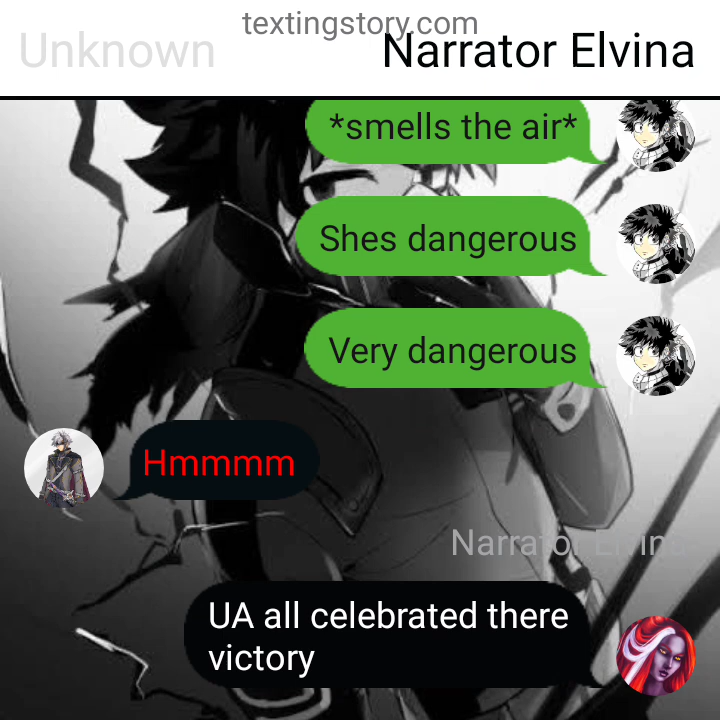 textingstory.com
Unknown
Narrator Elvina
*smells the air*
Shes dangerous
Very dangerous
Hmmmm
Narrator Elvina
UA all celebrated there
victory